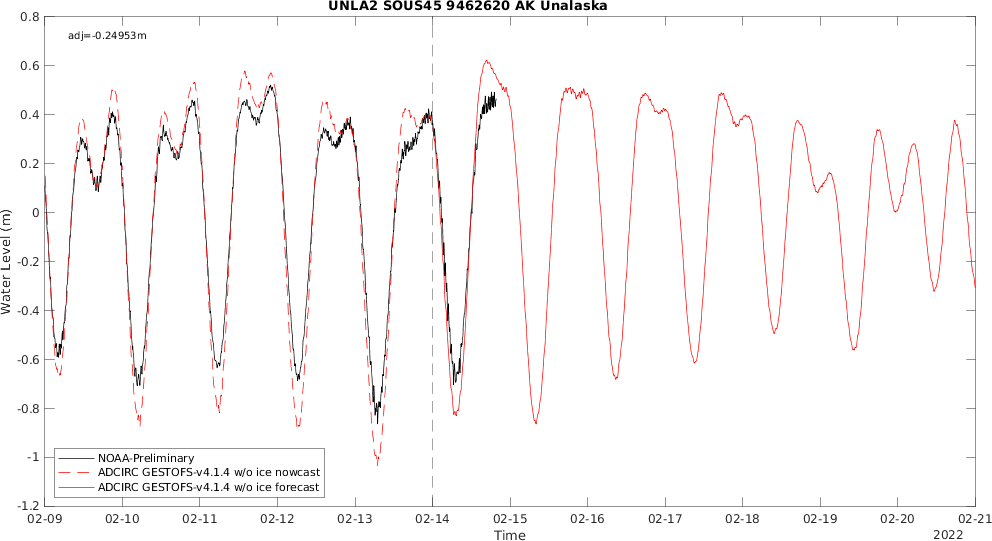 UNLA2 SOUS45 9462620 AK Unalaska
adj=-0.24953m
0.8
0.6
0.4
0.2
0
-0.2
-0.4
-0.6
-0.8
-1
-1.2
Water Level (m)
NOAA-Preliminary
ADCIRC GESTOFS-v4.1.4 w/o ice nowcast
ADCIRC GESTOFS-v4.1.4 w/o ice forecast
02-09 02-10 02-11 02-12 02-13 02-14 02-15 02-16 02-17 02-18 02-19 02-20 02-21
Time
2022